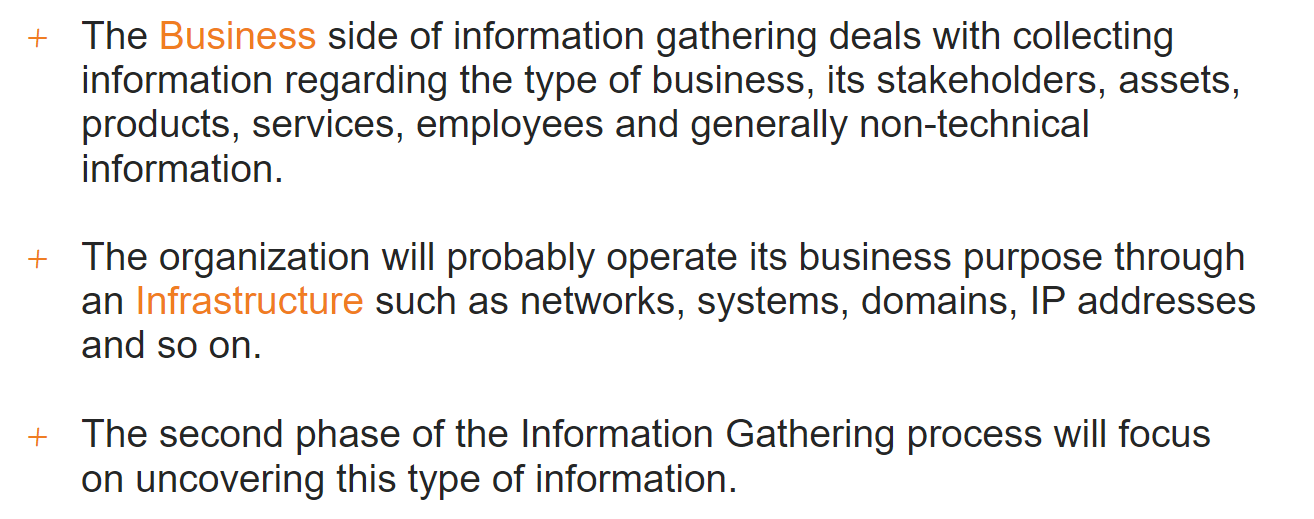 + The Business side of information gathering deals with collecting
information regarding the type of business, its stakeholders, assets,
products, services, employees and generally non-technical
information.
+ The organization will probably operate its business purpose through
an Infrastructure such as networks, systems, domains, IP addresses
and so on.
+ The second phase of the Information Gathering process will focus
on uncovering this type of information.